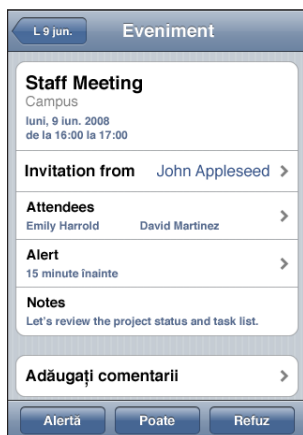 L 9 jun.
Eveniment
Staff Meeting
Campus
luni, 9 iun. 2008
de la 16:00 la 17:00
Invitation from John Appleseed
Attendees
Emily Harrold David Martinez
Alert
15 minute înainte
Notes
Let's review the project status and task list.
Adăugați comentarii
Alertă Poate Refuz